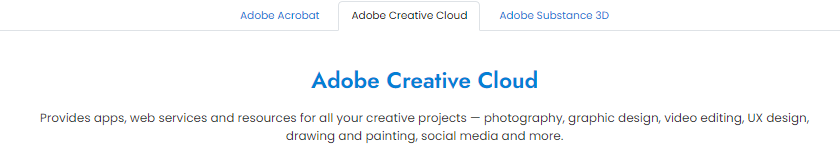 Adobe Acrobat Adobe Creative Cloud Adobe Substance 3D
Adobe Creative Cloud
Provides apps, web services and resources for all your creative projects — photography, graphic design, video editing, UX design,
drawing and painting, social media and more.